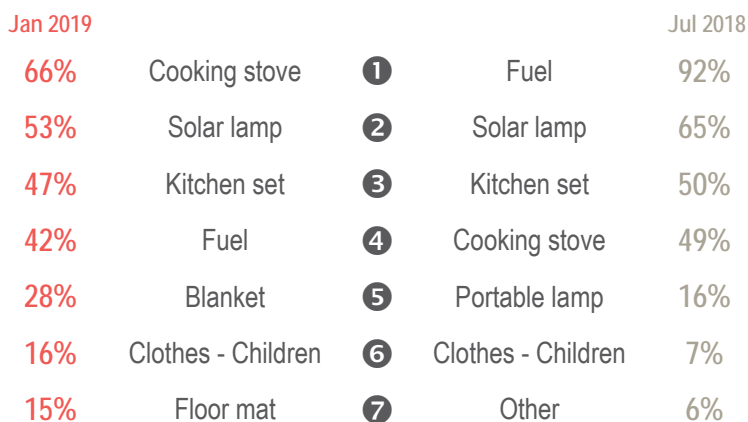 Jan 2019 Jul 2018
66% Cooking stove ❶ Fuel 92%
53% Solar lamp ❷ Solar lamp 65%
47% Kitchen set ❸ Kitchen set 50%
42% Fuel ❹ Cooking stove 49%
28% Blanket ❺ Portable lamp 16%
16% Clothes - Children ❻ Clothes - Children 7%
15% Floor mat ❼ Other 6%